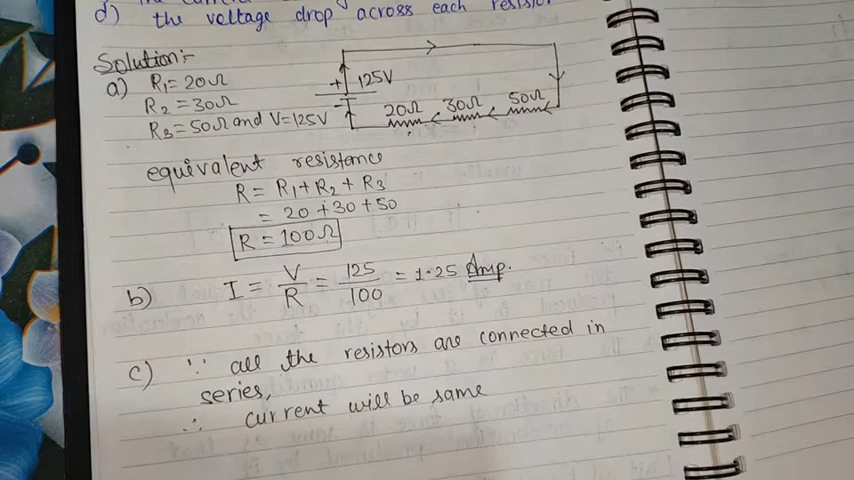 d) the voltage drop across each resistor
Solution:-
a) R₁=20Ω
R₂=30Ω
R₃=50Ω and V=125V
+ 125V
-
20Ω 30Ω 50Ω
equivalent resistance
R = R₁+R₂+R₃
= 20+30+50
R = 100Ω
b) I = V/R = 125/100 = 1.25 Amp.
c) ∵ all the resistors are connected in
series,
∴ current will be same